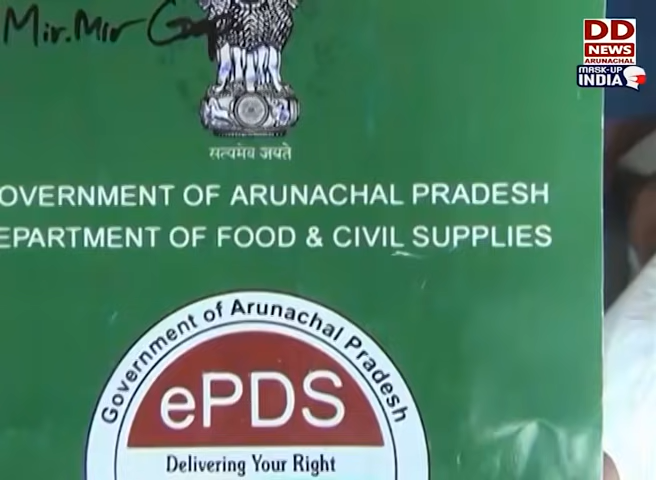 Mir. Mir
DD
NEWS
ARUNACHAL
MASK-UP
INDIA
सत्यमेव जयते
OVERNMENT OF ARUNACHAL PRADESH
EPARTMENT OF FOOD & CIVIL SUPPLIES
Government of Arunachal Pradesh
ePDS
Delivering Your Right